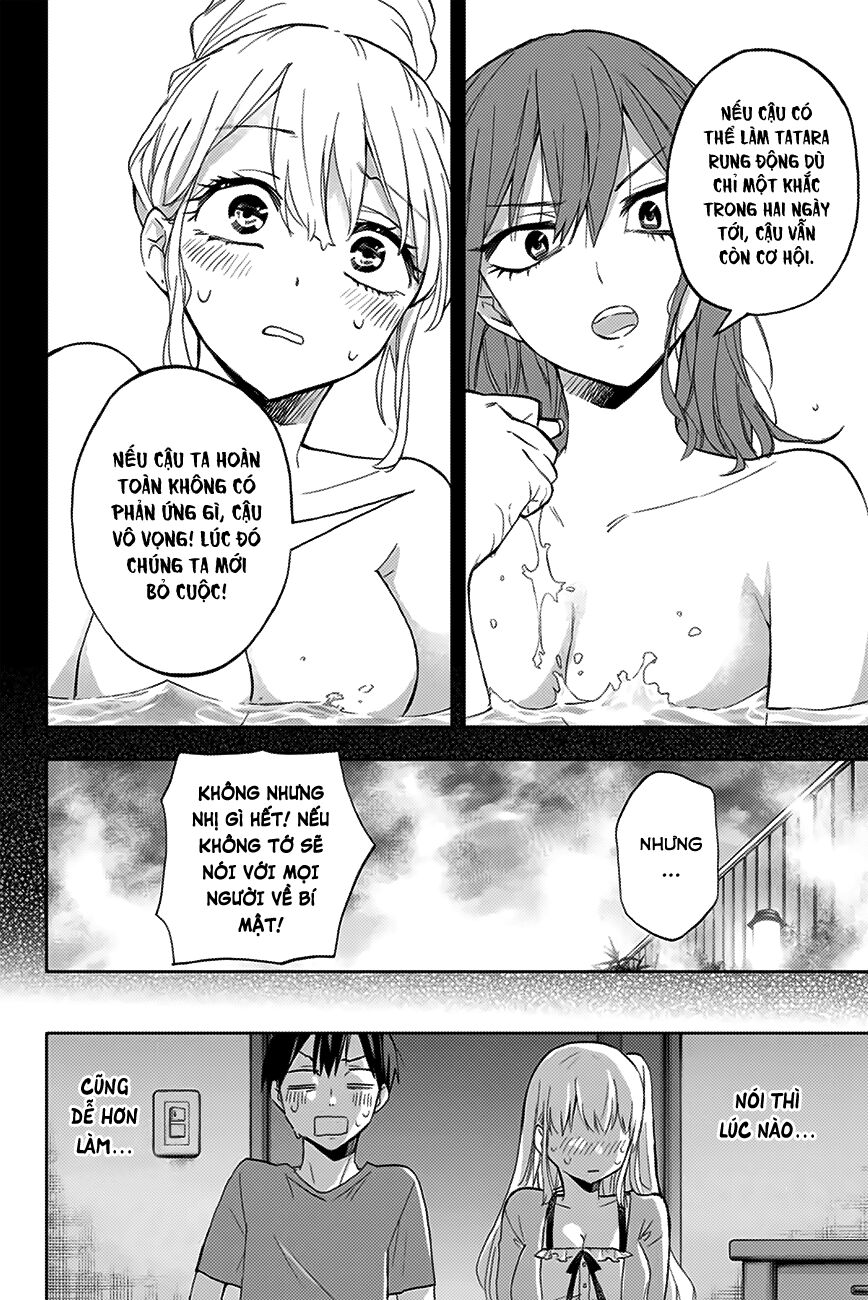 NẾU CẬU CÓ
THỂ LÀM TATARA
RUNG ĐỘNG DÙ
CHỈ MỘT KHẮC
TRONG HAI NGÀY
TỚI, CẬU VẪN
CÒN CƠ HỘI.
NẾU CẬU TA HOÀN
TOÀN KHÔNG CÓ
PHẢN ỨNG GÌ, CẬU
VÔ VỌNG! LÚC ĐÓ
CHÚNG TA MỚI
BỎ CUỘC!
NHƯNG
...
KHÔNG NHƯNG
NHỊ GÌ HẾT! NẾU
KHÔNG TỚ SẼ
NÓI VỚI MỌI
NGƯỜI VỀ BÍ
MẬT!
NÓI THÌ
LÚC NÀO...
CŨNG
DỄ HƠN
LÀM...